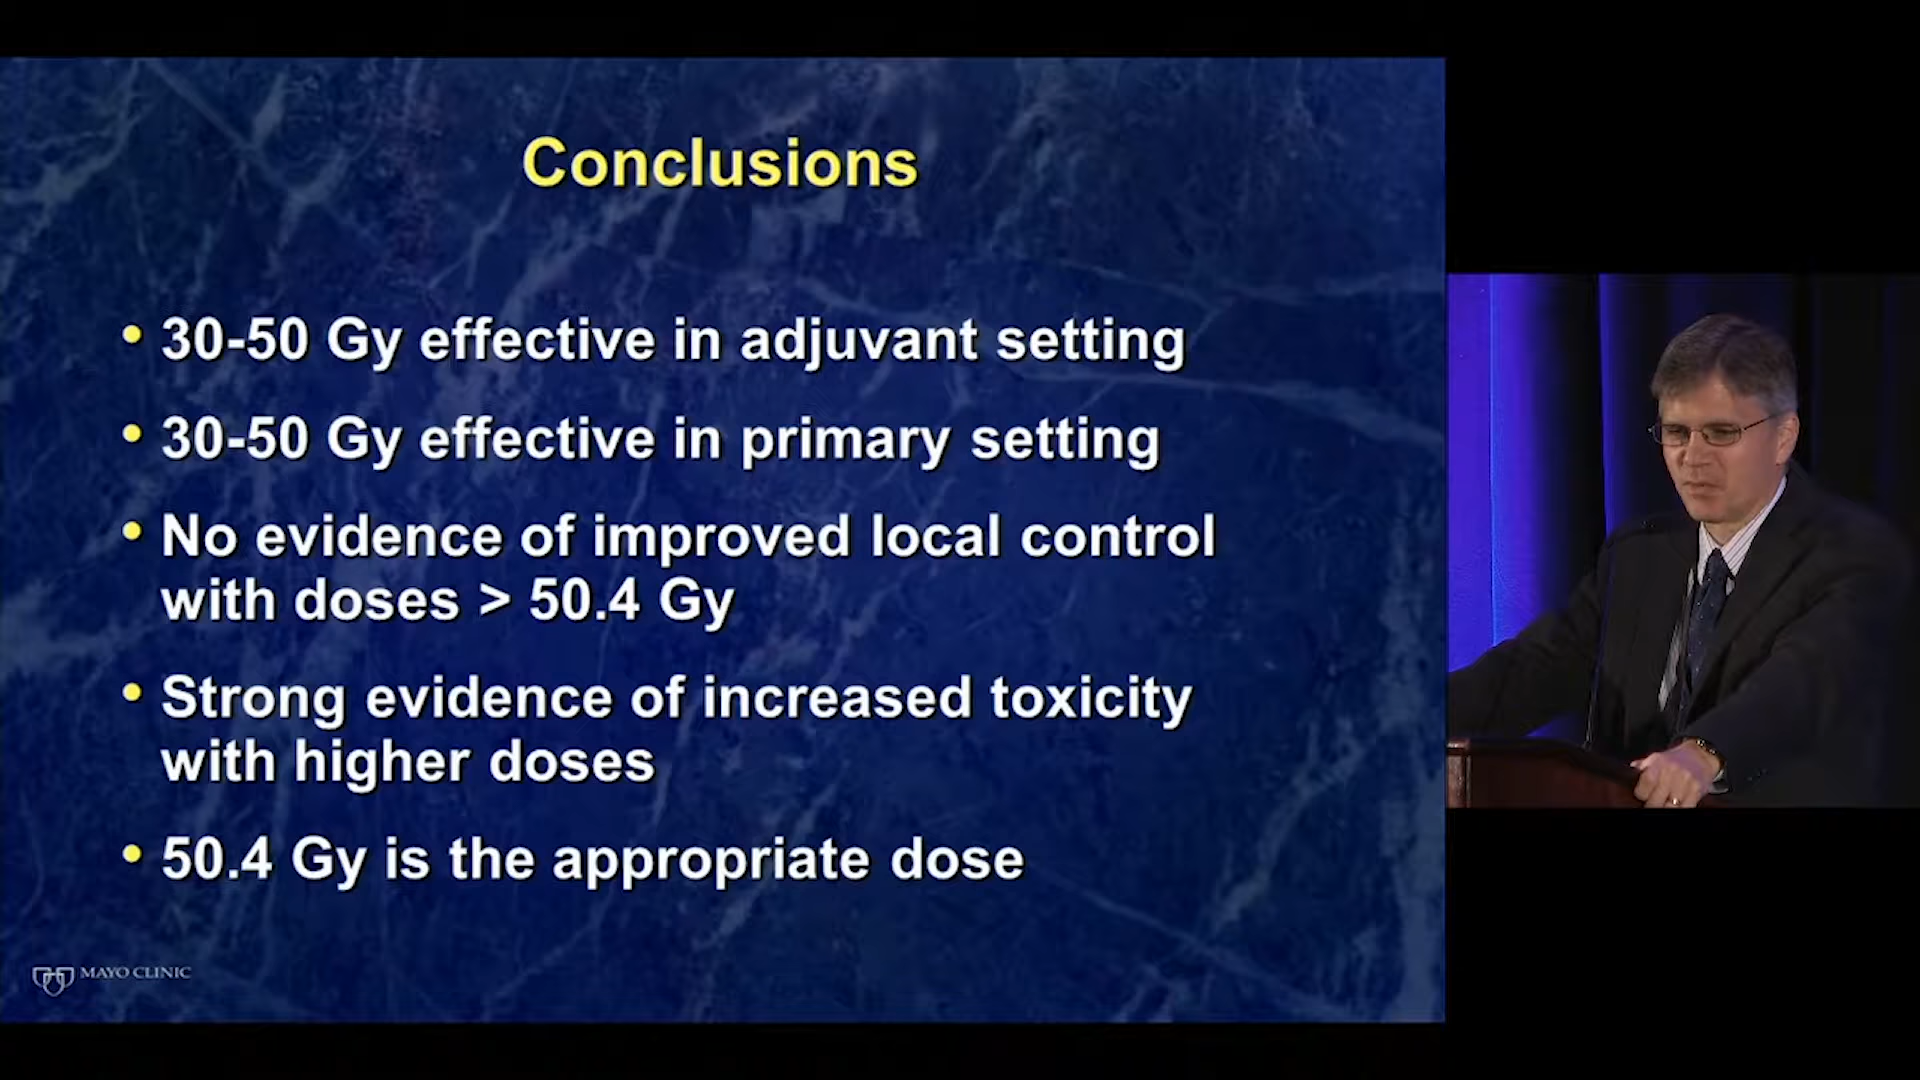 Conclusions
• 30-50 Gy effective in adjuvant setting
• 30-50 Gy effective in primary setting
• No evidence of improved local control
with doses > 50.4 Gy
• Strong evidence of increased toxicity
with higher doses
• 50.4 Gy is the appropriate dose
MAYO CLINIC